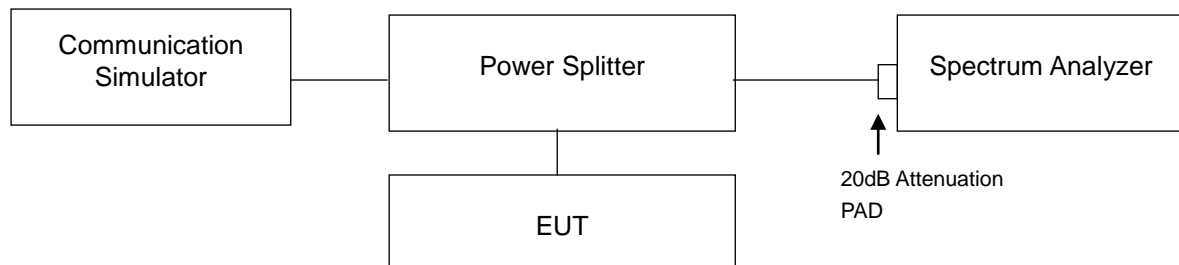 Communication
Simulator
Power Splitter
Spectrum Analyzer
20dB Attenuation
PAD
EUT